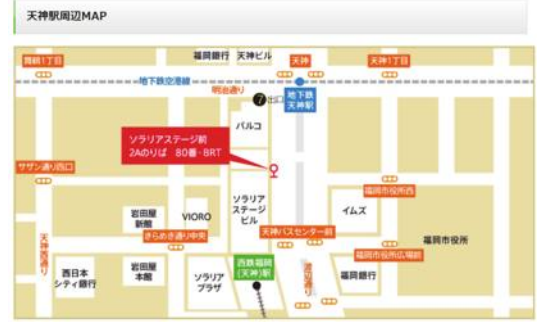 天神駅周辺MAP
福岡銀行
天神ビル
舞鶴1丁目
天神
天神1丁目
地下鉄空港線
明治通り
7出口
地下鉄
天神駅
パルコ
ソラリアステージ前
2Aのりば 80番・BRT
サザン通り西口
福岡市役所西
岩田屋
新館
VIORO
ソラリア
ステージ
ビル
イムズ
きらめき通り中央
天神バスセンター前
福岡市役所
天神西通り
福岡市役所広場前
西日本
シティ銀行
岩田屋
本館
ソラリア
プラザ
西鉄福岡
(天神)駅
渡辺通り
福岡銀行